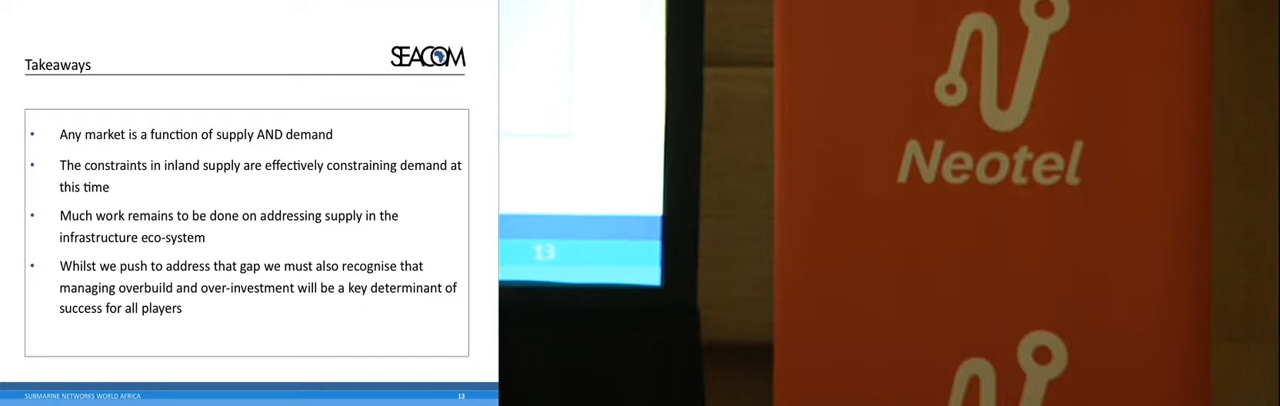 Takeaways
SEACOM
• Any market is a function of supply AND demand
• The constraints in inland supply are effectively constraining demand at
this time
• Much work remains to be done on addressing supply in the
infrastructure eco-system
• Whilst we push to address that gap we must also recognise that
managing overbuild and over-investment will be a key determinant of
success for all players
SUBMARINE NETWORKS WORLD AFRICA
13
13
Neotel